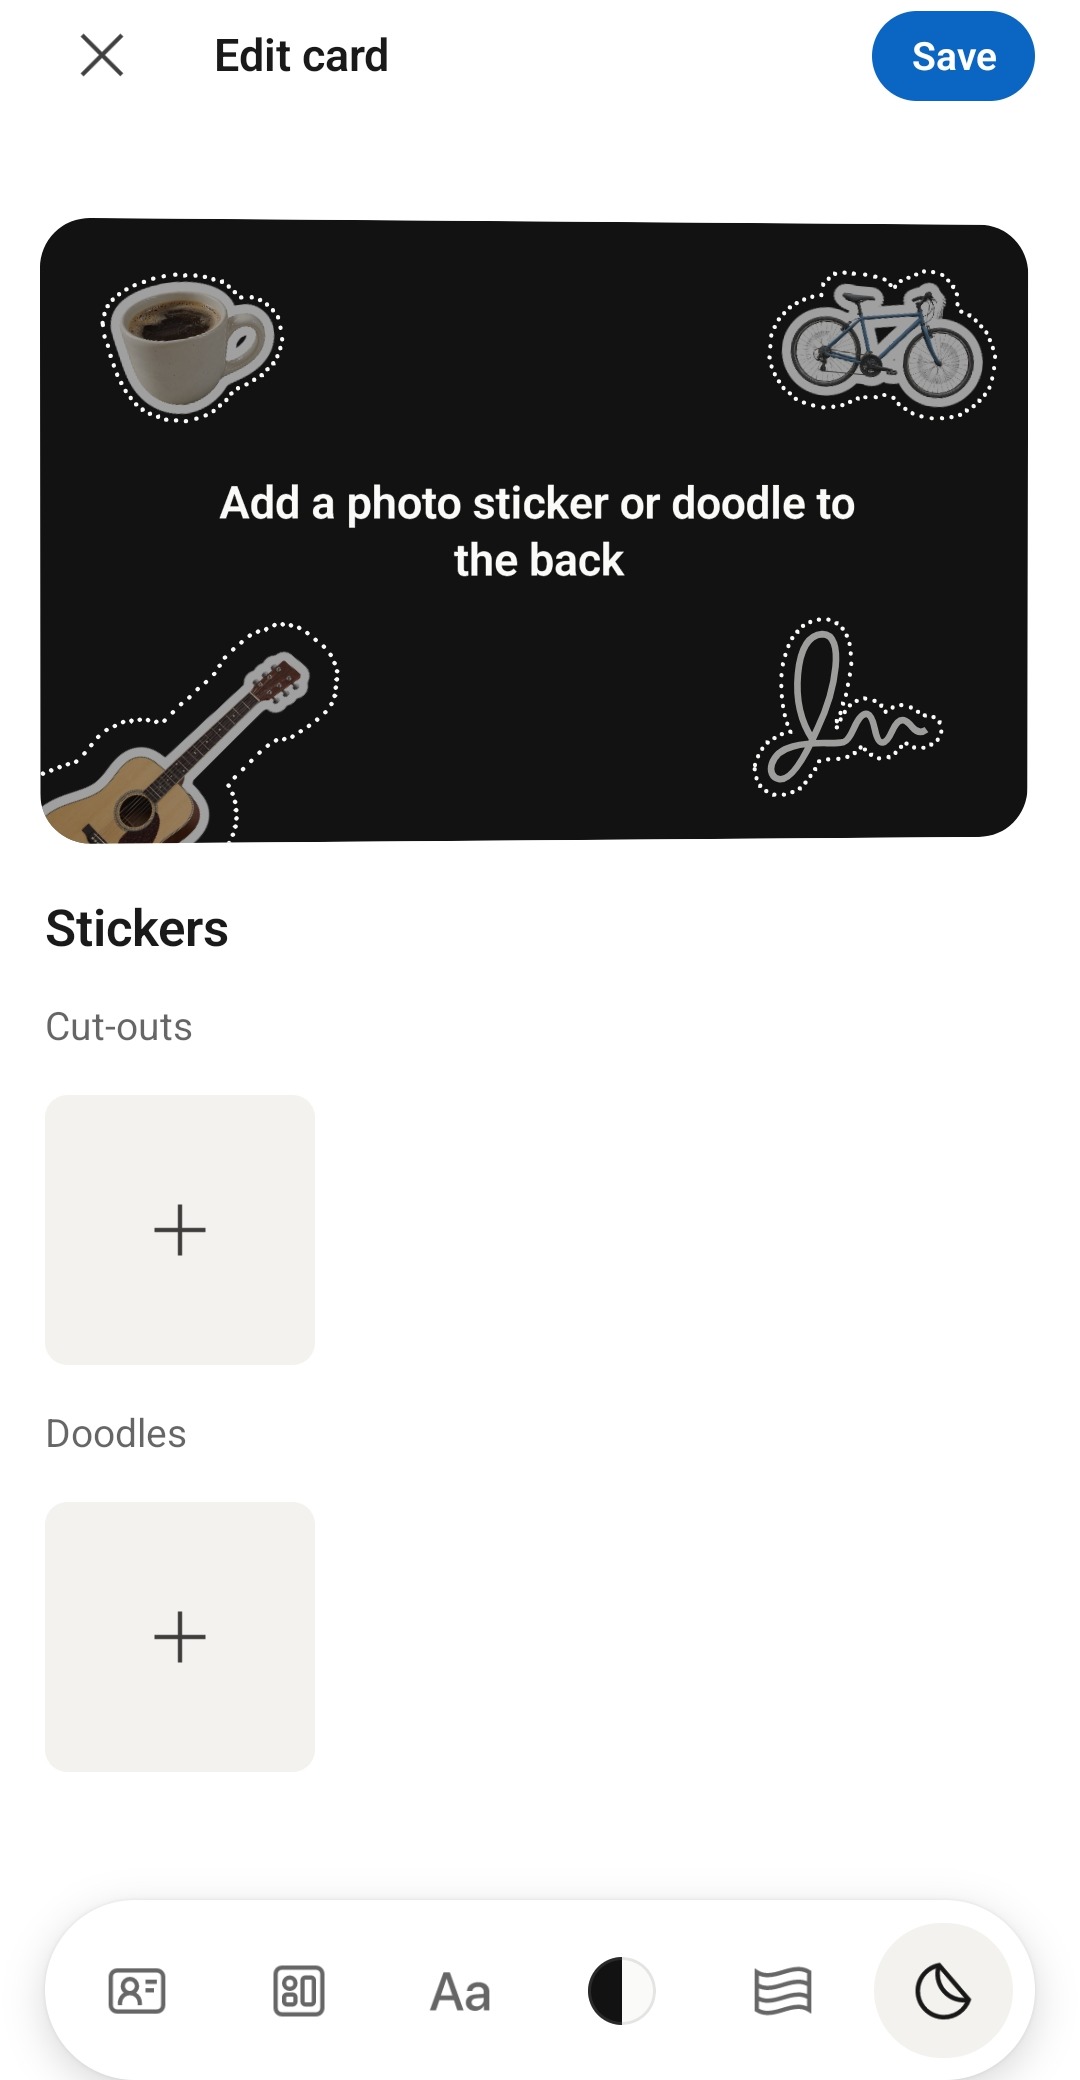 Edit card
Save
Add a photo sticker or doodle to
the back
Stickers
Cut-outs
Doodles
Aa